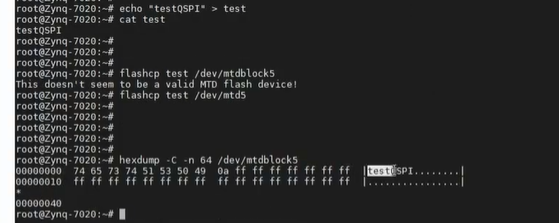 root@Zynq-7020:~# echo "testQSPI" > test
root@Zynq-7020:~# cat test
testQSPI
root@Zynq-7020:~#
root@Zynq-7020:~#
root@Zynq-7020:~#
root@Zynq-7020:~# flashcp test /dev/mtdblock5
This doesn't seem to be a valid MTD flash device!
root@Zynq-7020:~# flashcp test /dev/mtd5
root@Zynq-7020:~#
root@Zynq-7020:~#
root@Zynq-7020:~#
root@Zynq-7020:~#
root@Zynq-7020:~# hexdump -C -n 64 /dev/mtdblock5
00000000  74 65 73 74 51 53 50 49  0a ff ff ff ff ff ff ff  |testQSPI........|
00000010  ff ff ff ff ff ff ff ff  ff ff ff ff ff ff ff ff  |................|
*
00000040
root@Zynq-7020:~#